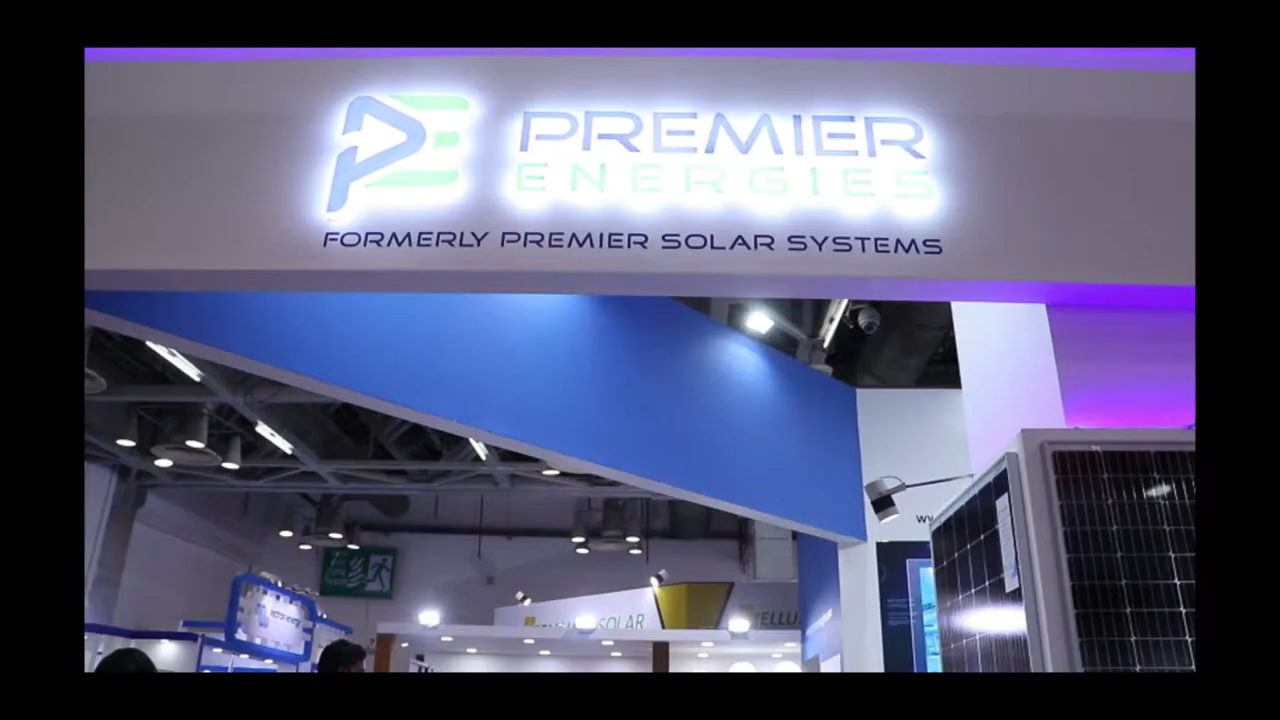 PREMIER
ENERGIES
FORMERLY PREMIER SOLAR SYSTEMS
SOLAR